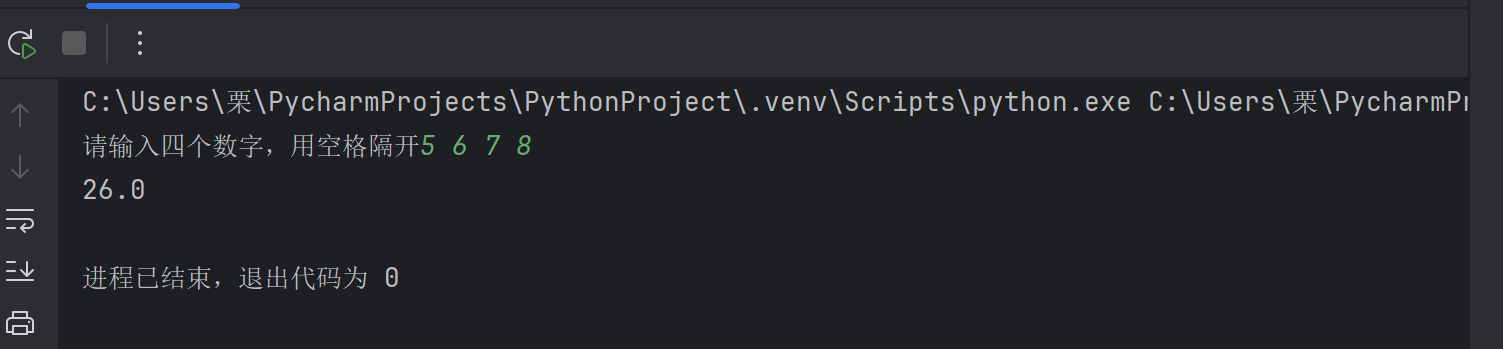 C:\Users\栗\PycharmProjects\PythonProject\.venv\Scripts\python.exe C:\Users\栗\PycharmPr
请输入四个数字，用空格隔开5 6 7 8
26.0
进程已结束，退出代码为 0